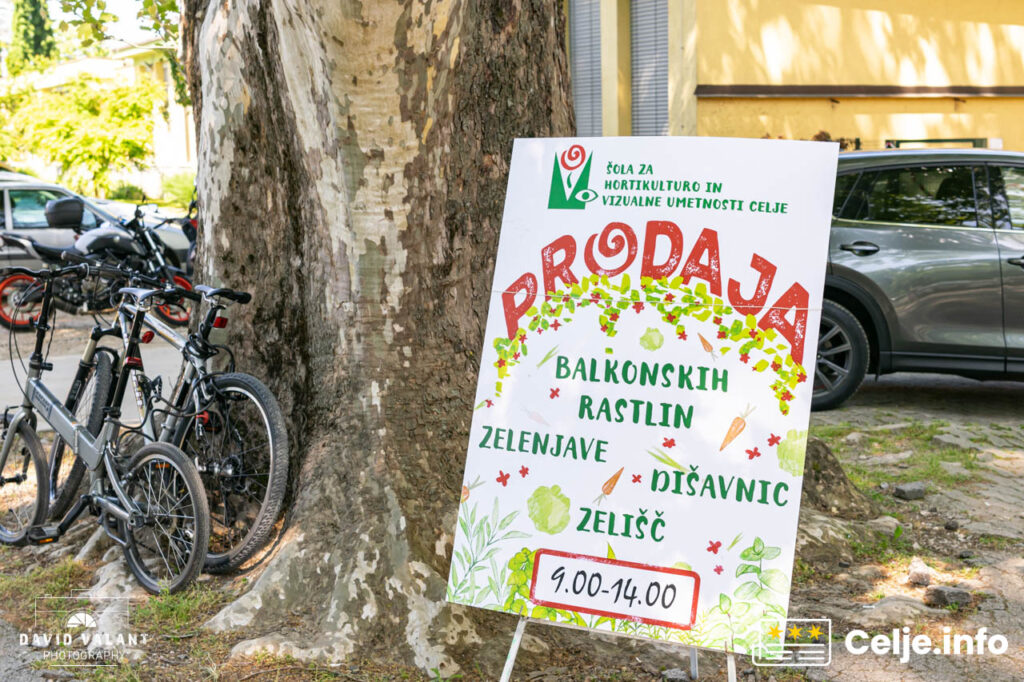 ŠOLA ZA
HORTIKULTURO IN
VIZUALNE UMETNOSTI CELJE
PRODAJA
BALKONSKIH
RASTLIN
ZELENJAVE
DIŠAVNIC
ZELIŠČ
9.00-14.00
DAVID VALANT
PHOTOGRAPHY
Celje.info